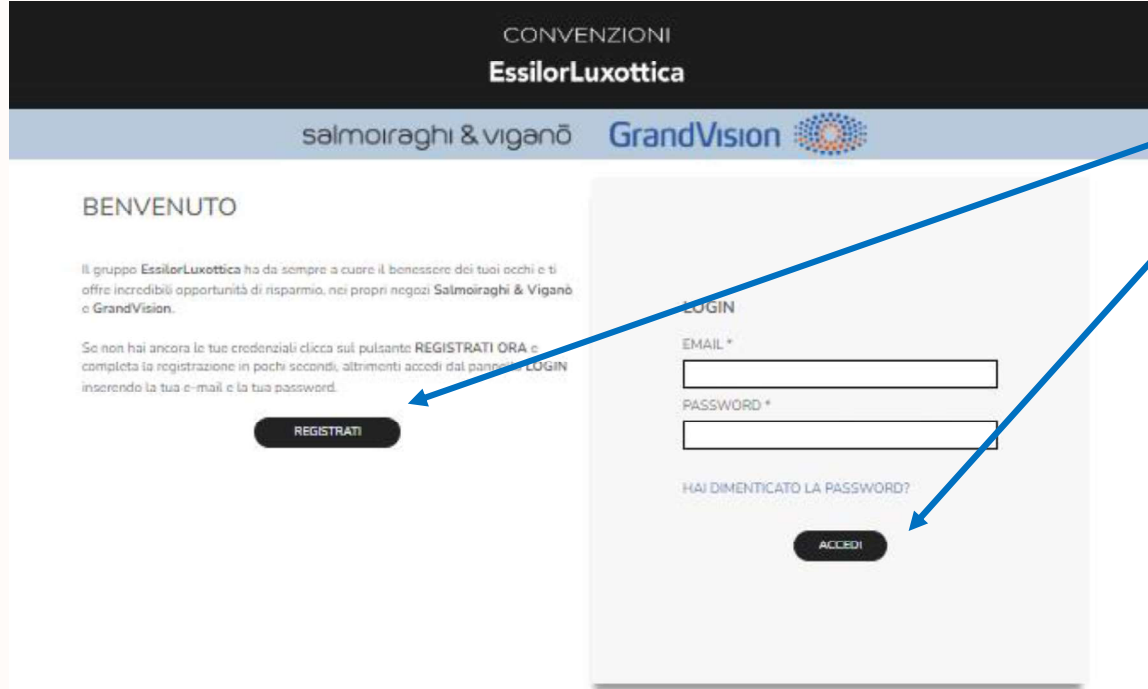 CONVENZIONI
EssilorLuxottica
salmoiraghi & viganò GrandVision
BENVENUTO
Il gruppo EssilorLuxottica ha da sempre a cuore il benessere dei tuoi occhi e ti
offre incredibili opportunità di risparmio, nei propri negozi Salmoiraghi & Viganò
e GrandVision.
Se non hai ancora le tue credenziali clicca sul pulsante REGISTRATI ORA e
completa la registrazione in pochi secondi, altrimenti accedi dal pannello LOGIN
inserendo la tua e-mail e la tua password.
REGISTRATI
LOGIN
EMAIL *
PASSWORD *
HAI DIMENTICATO LA PASSWORD?
ACCEDI